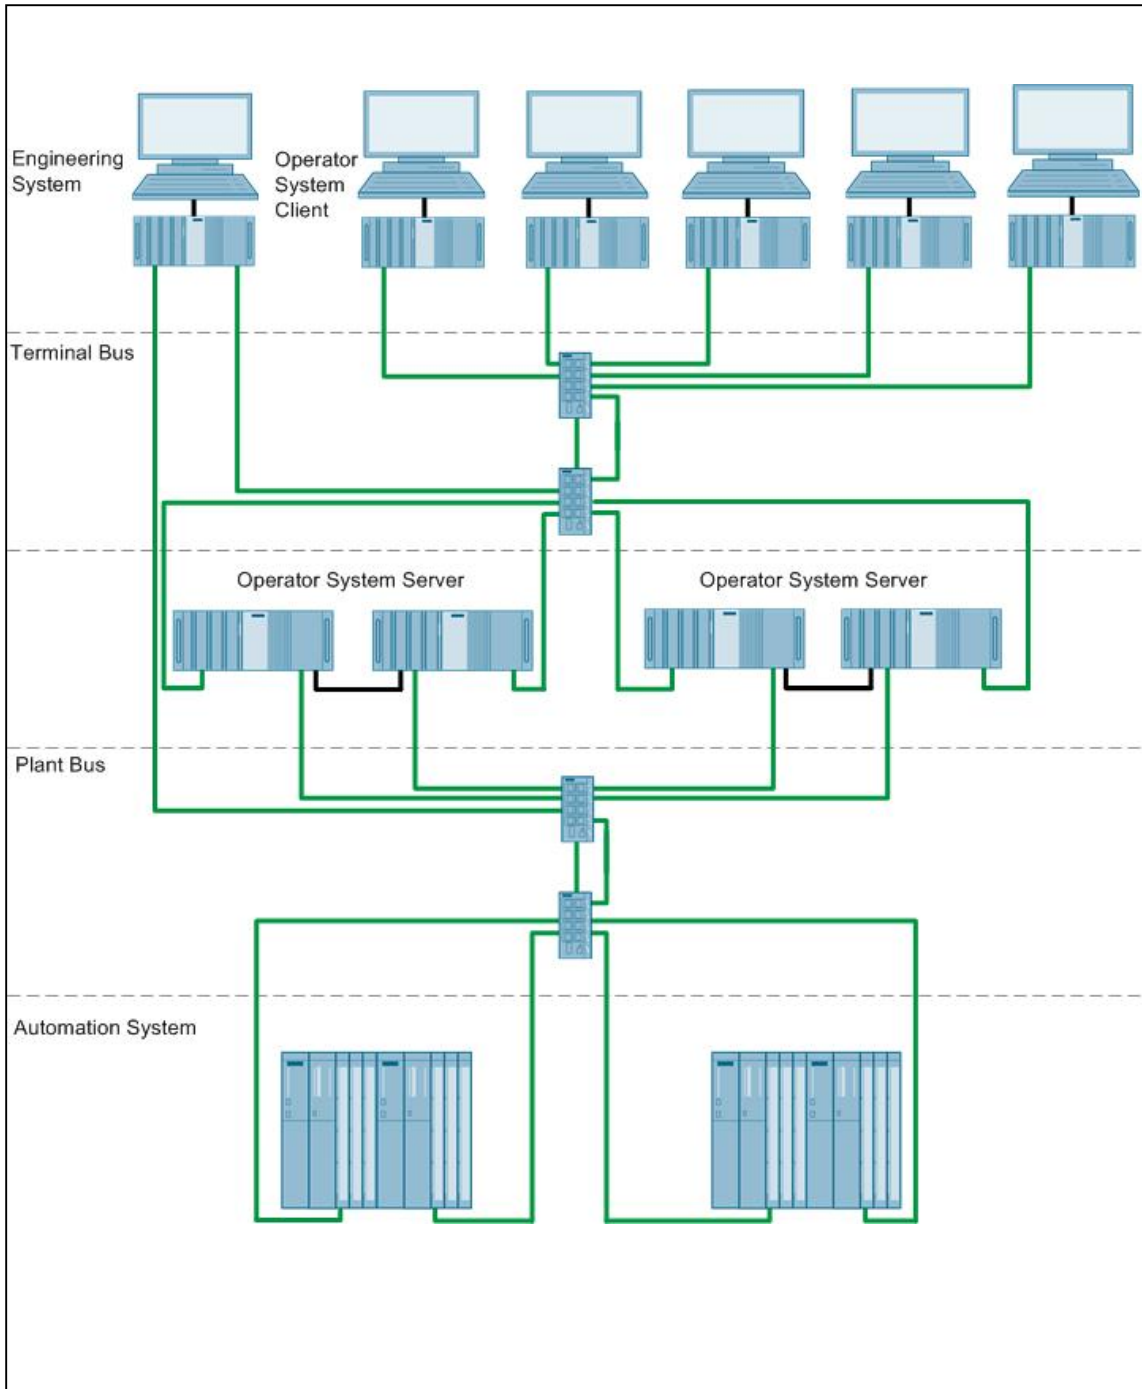 Engineering
System
Operator
System
Client
Terminal Bus
Operator System Server
Operator System Server
Plant Bus
Automation System